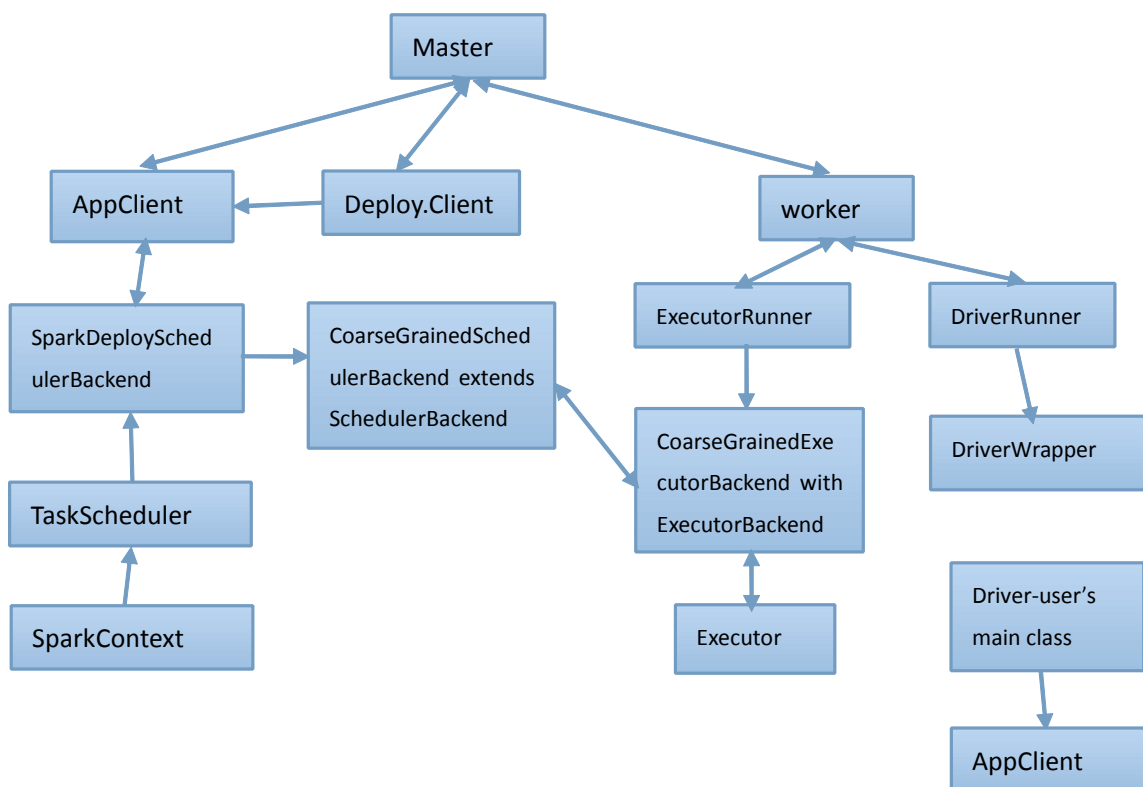 Master
AppClient
Deploy.Client
worker
SparkDeploySched
ulerBackend
CoarseGrainedSched
ulerBackend extends
SchedulerBackend
ExecutorRunner
DriverRunner
CoarseGrainedExe
cutorBackend with
ExecutorBackend
DriverWrapper
TaskScheduler
SparkContext
Executor
Driver-user’s
main class
AppClient